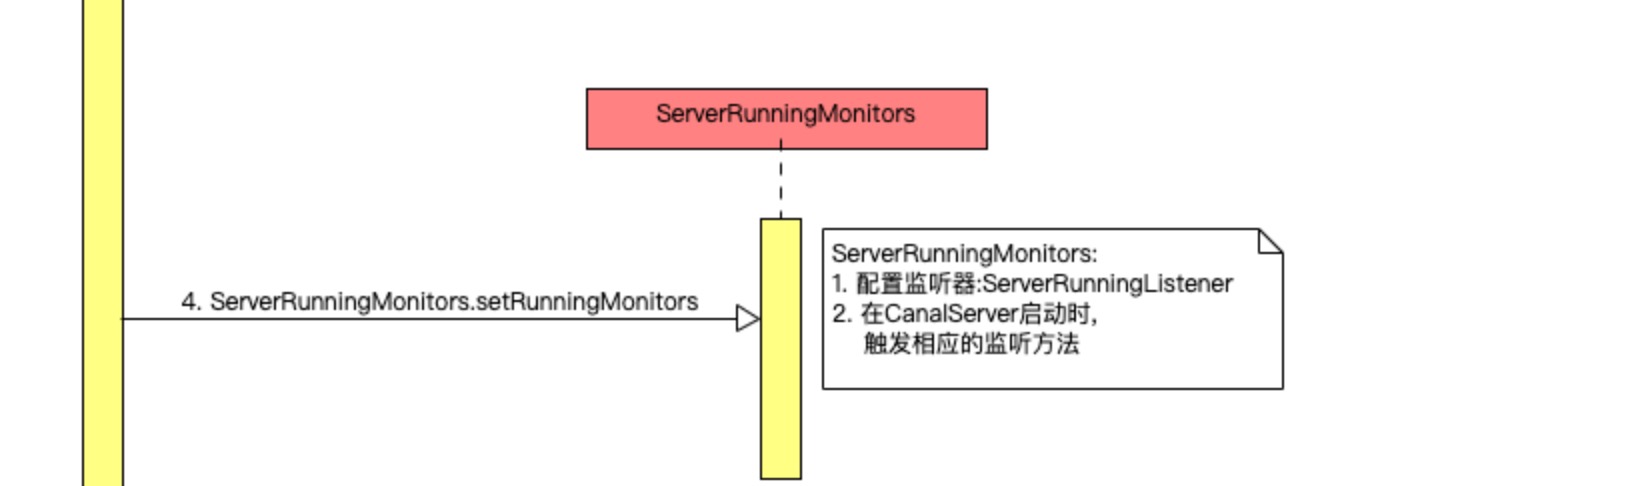 ServerRunningMonitors
ServerRunningMonitors:
1. 配置监听器:ServerRunningListener
4. ServerRunningMonitors.setRunningMonitors
2. 在CanalServer启动时,
触发相应的监听方法